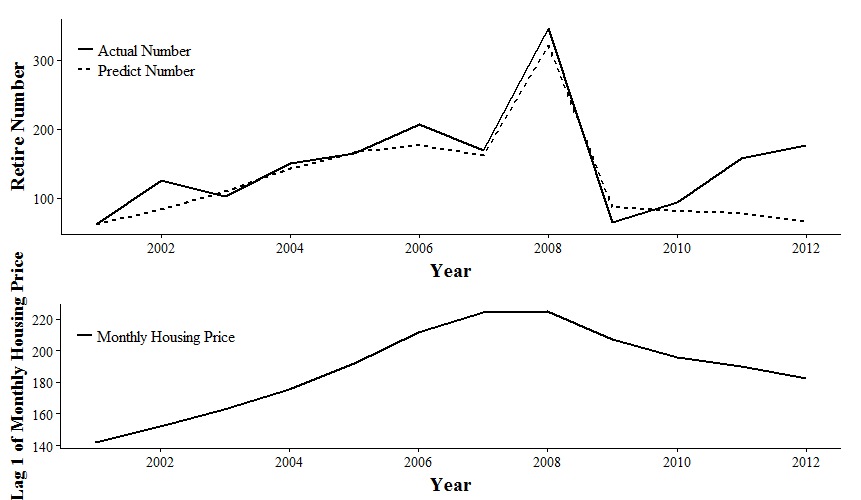 Actual Number
Predict Number
Retire Number
300
200
100
2002
2004
2006
2008
2010
2012
Year
Monthly Housing Price
Lag 1 of Monthly Housing Price
220
200
180
160
140
2002
2004
2006
2008
2010
2012
Year